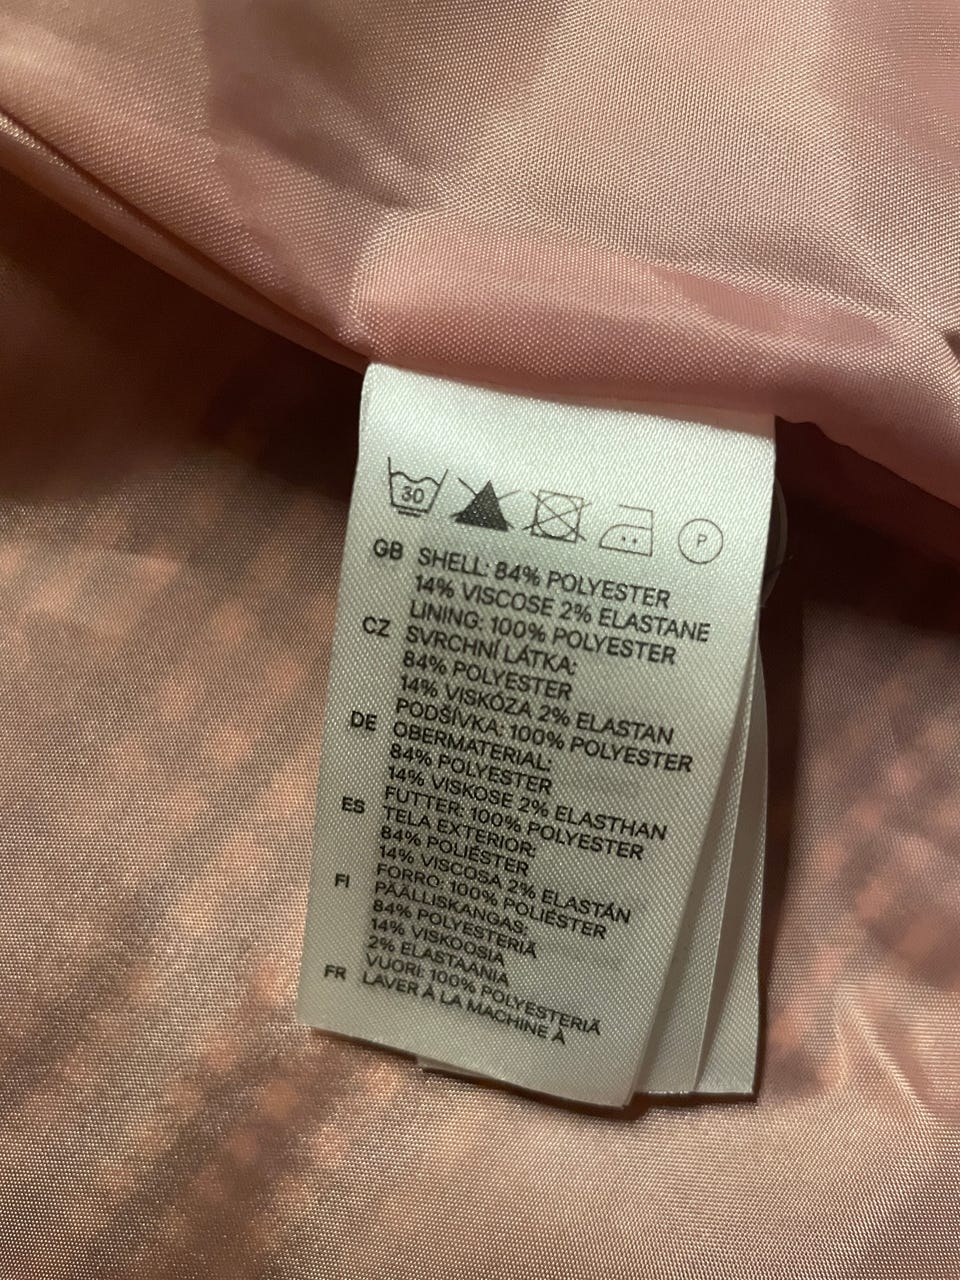 30
P
GB SHELL: 84% POLYESTER
14% VISCOSE 2% ELASTANE
LINING: 100% POLYESTER
CZ SVRCHNÍ LÁTKA:
84% POLYESTER
14% VISKÓZA 2% ELASTAN
PODŠÍVKA: 100% POLYESTER
DE OBERMATERIAL:
84% POLYESTER
14% VISKOSE 2% ELASTHAN
FUTTER: 100% POLYESTER
ES TELA EXTERIOR:
84% POLIÉSTER
14% VISCOSA 2% ELASTÁN
FORRO: 100% POLIÉSTER
FI PÄÄLLISKANGAS:
84% POLYESTERIÄ
14% VISKOOSIA
2% ELASTAANIA
VUORI: 100% POLYESTERIÄ
FR LAVER À LA MACHINE À